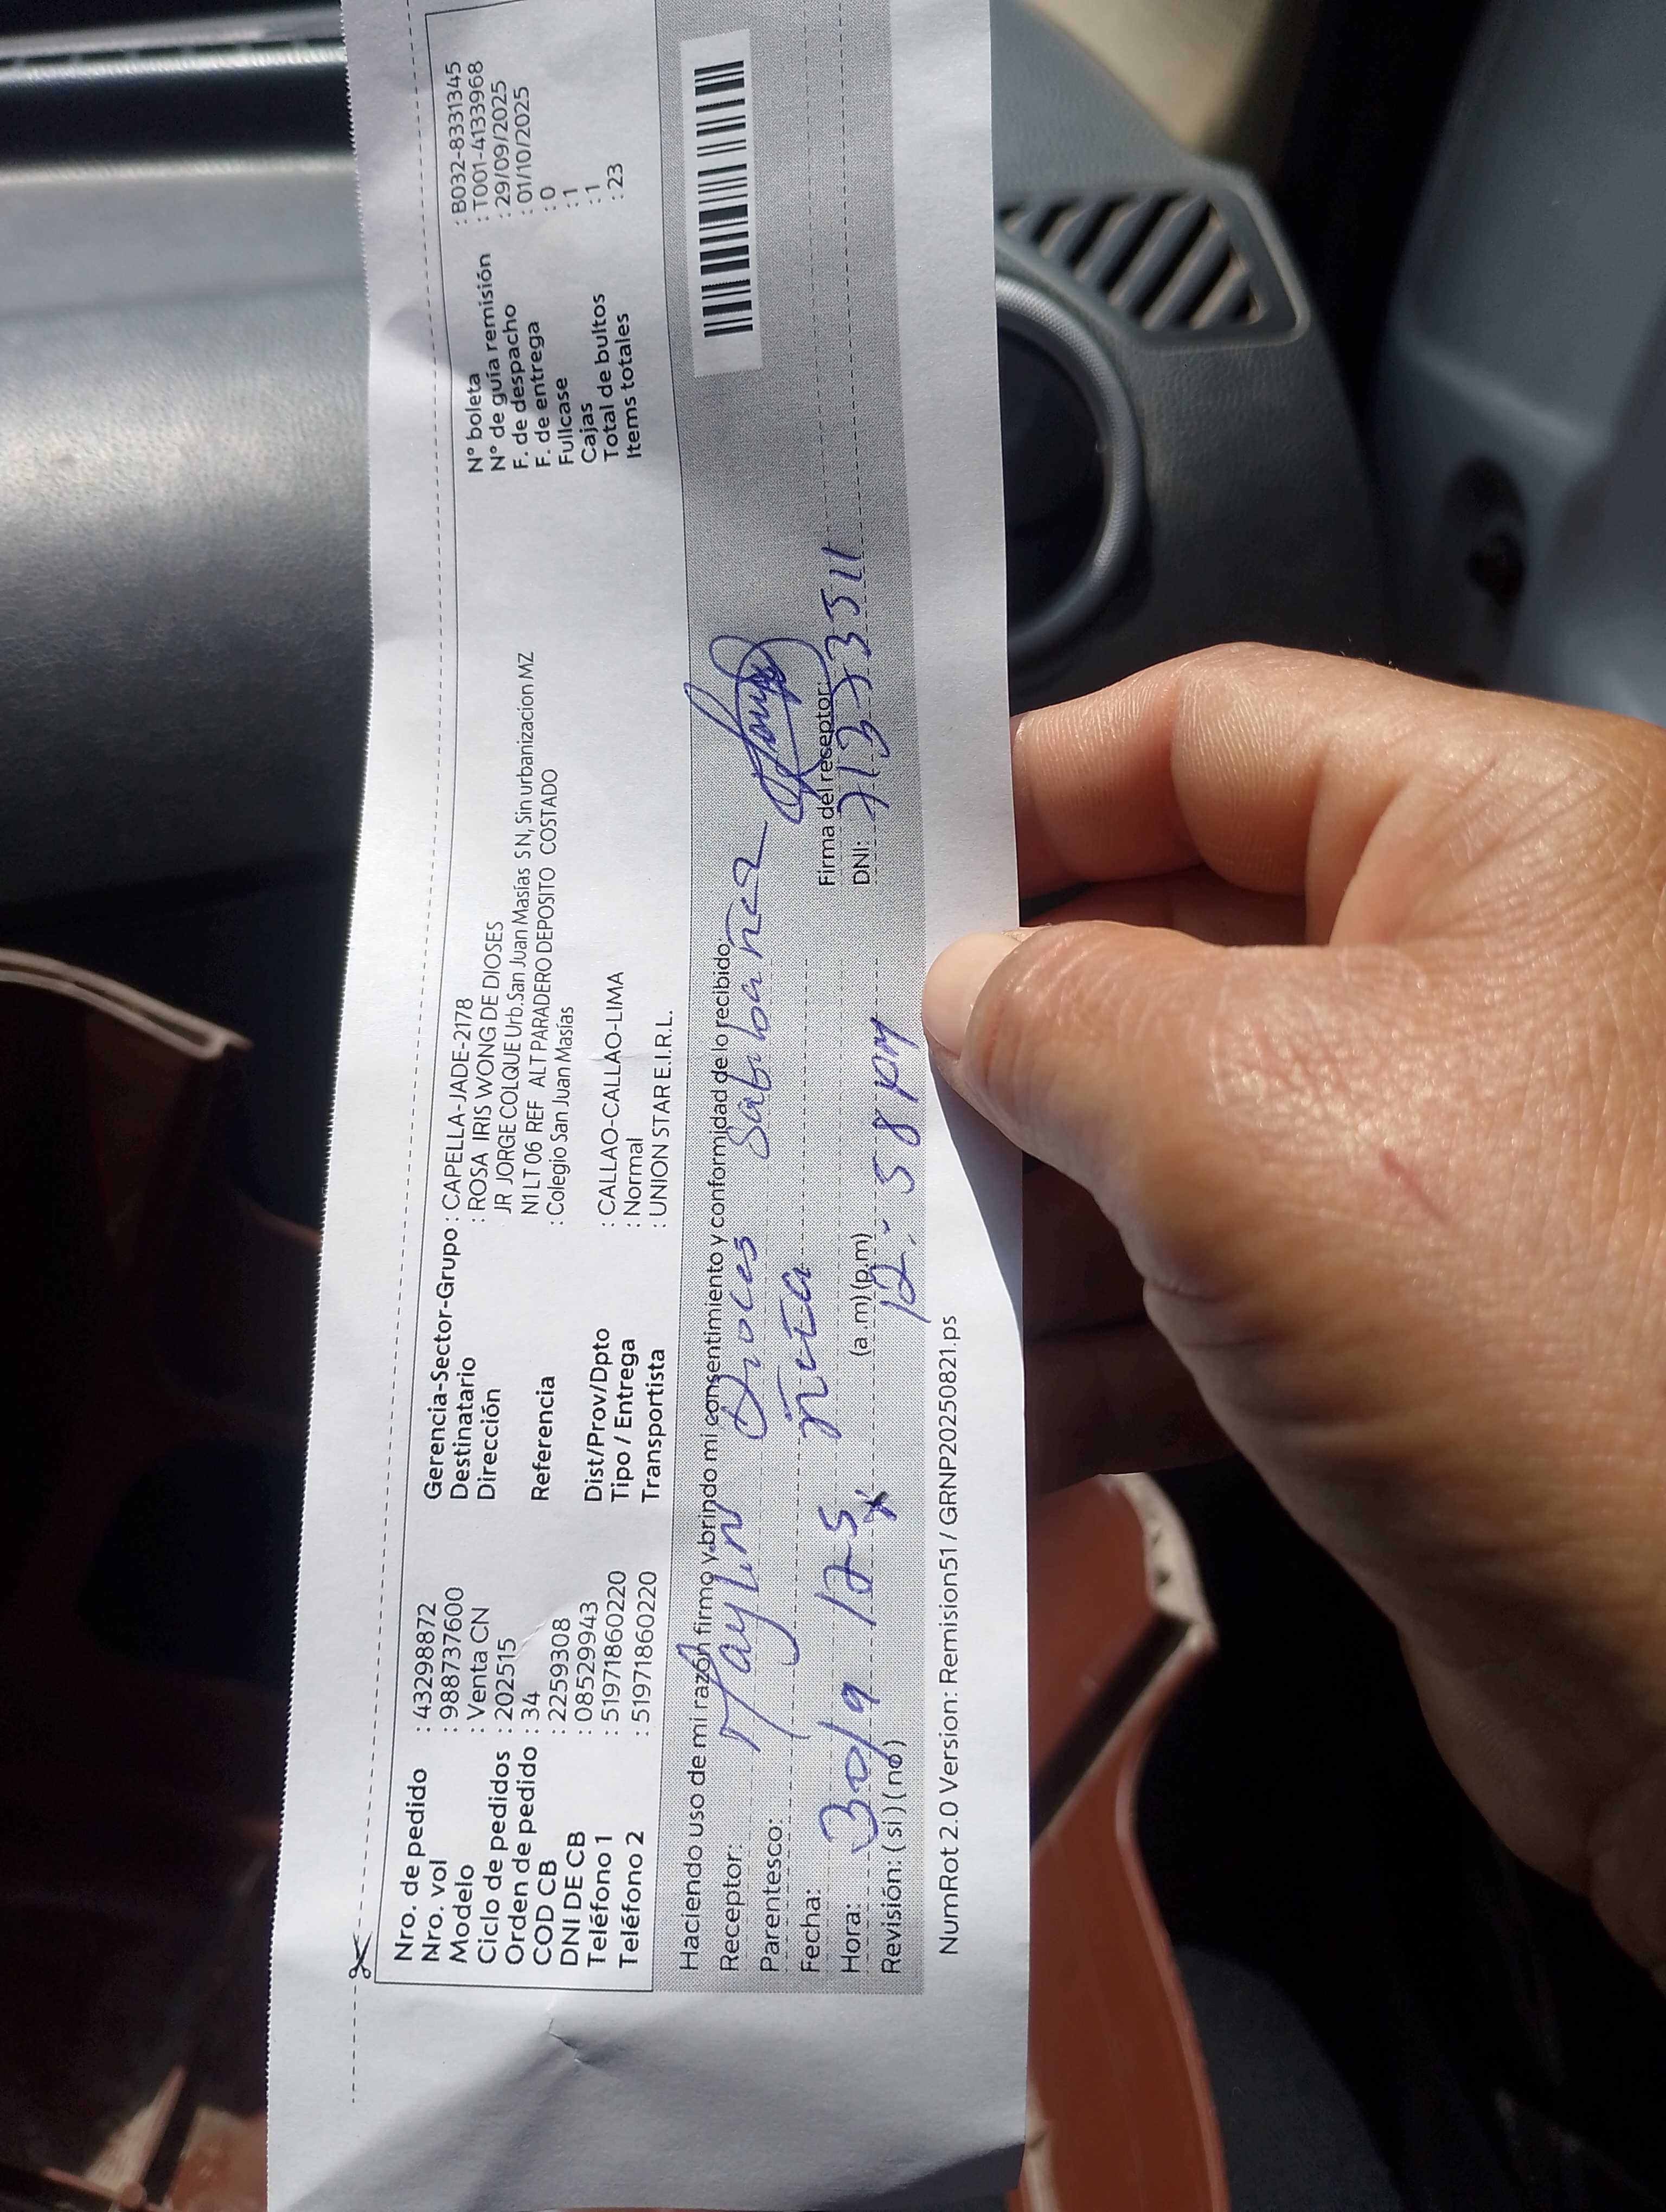 Nro. de pedido : 43298872
Nro. vol : 9888737600
Modelo : Venta CN
Ciclo de pedidos : 202515
Orden de pedido : 34
COD CB : 2259308
DNI DE CB : 08529943
Teléfono 1 : 51971860220
Teléfono 2 : 51971860220
Gerencia-Sector-Grupo : CAPELLA-JADE-2178
Destinatario : ROSA IRIS WONG DE DIOSES
Dirección JR JORGE COLQUE Urb.San Juan Masías SN, Sin urbanizacion MZ
N1 LT 06 REF ALT PARADERO DEPOSITO COSTADO
Referencia : Colegio San Juan Masías
Dist/Prov/Dpto : CALLAO-CALLAO-LIMA
Tipo / Entrega : Normal
Transportista : UNION STAR E.I.R.L.
N° boleta : B032-8331345
N° de guía remisión : T001-4133968
F. de despacho : 29/09/2025
F. de entrega : 01/10/2025
Fullcase : 0
Cajas : 1
Total de bultos : 1
Items totales : 23
Haciendo uso de mi razón firmo y brindo mi consentimiento y conformidad de lo recibido.
Receptor: Maylin Dioses
Parentesco:
Firma del receptor
Fecha: 30/9/25
DNI:
Hora: (a.m) (p.m) 12:58 pm
Revisión: (si) (no)
NumRot 2.0 Version: Remision51 / GRNP20250821.ps